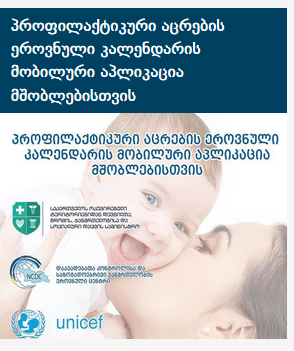 პროფილაქტიკური აცრების
ეროვნული კალენდარის
მობილური აპლიკაცია
მშობლებისთვის
პროფილაქტიკური აცრების ეროვნული
კალენდარის მობილური აპლიკაცია
მშობლებისთვის
საქართველოს ოკუპირებული
ტერიტორიებიდან დევნილთა,
შრომის, ჯანმრთელობისა და
სოციალური დაცვის სამინისტრო
NCDC
დაავადებათა კონტროლისა და
საზოგადოებრივი ჯანმრთელობის
ეროვნული ცენტრი
unicef